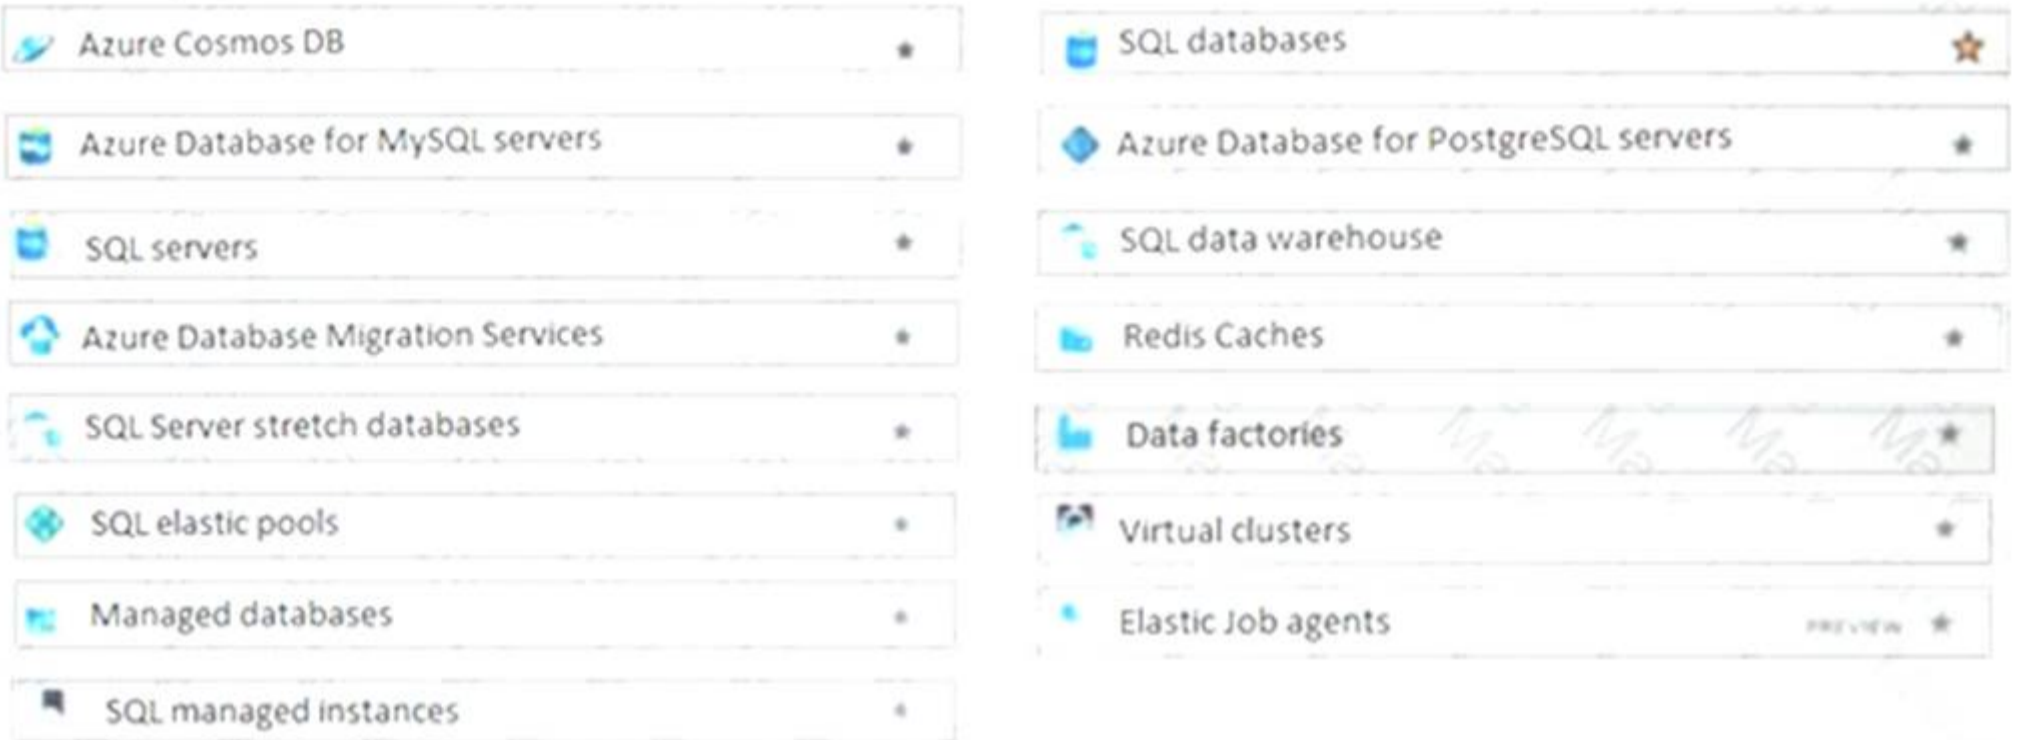 Azure Cosmos DB
SQL databases
Azure Database for MySQL servers
Azure Database for PostgreSQL servers
SQL servers
SQL data warehouse
Azure Database Migration Services
Redis Caches
SQL Server stretch databases
Data factories
SQL elastic pools
Virtual clusters
Managed databases
Elastic Job agents PREVIEW
SQL managed instances